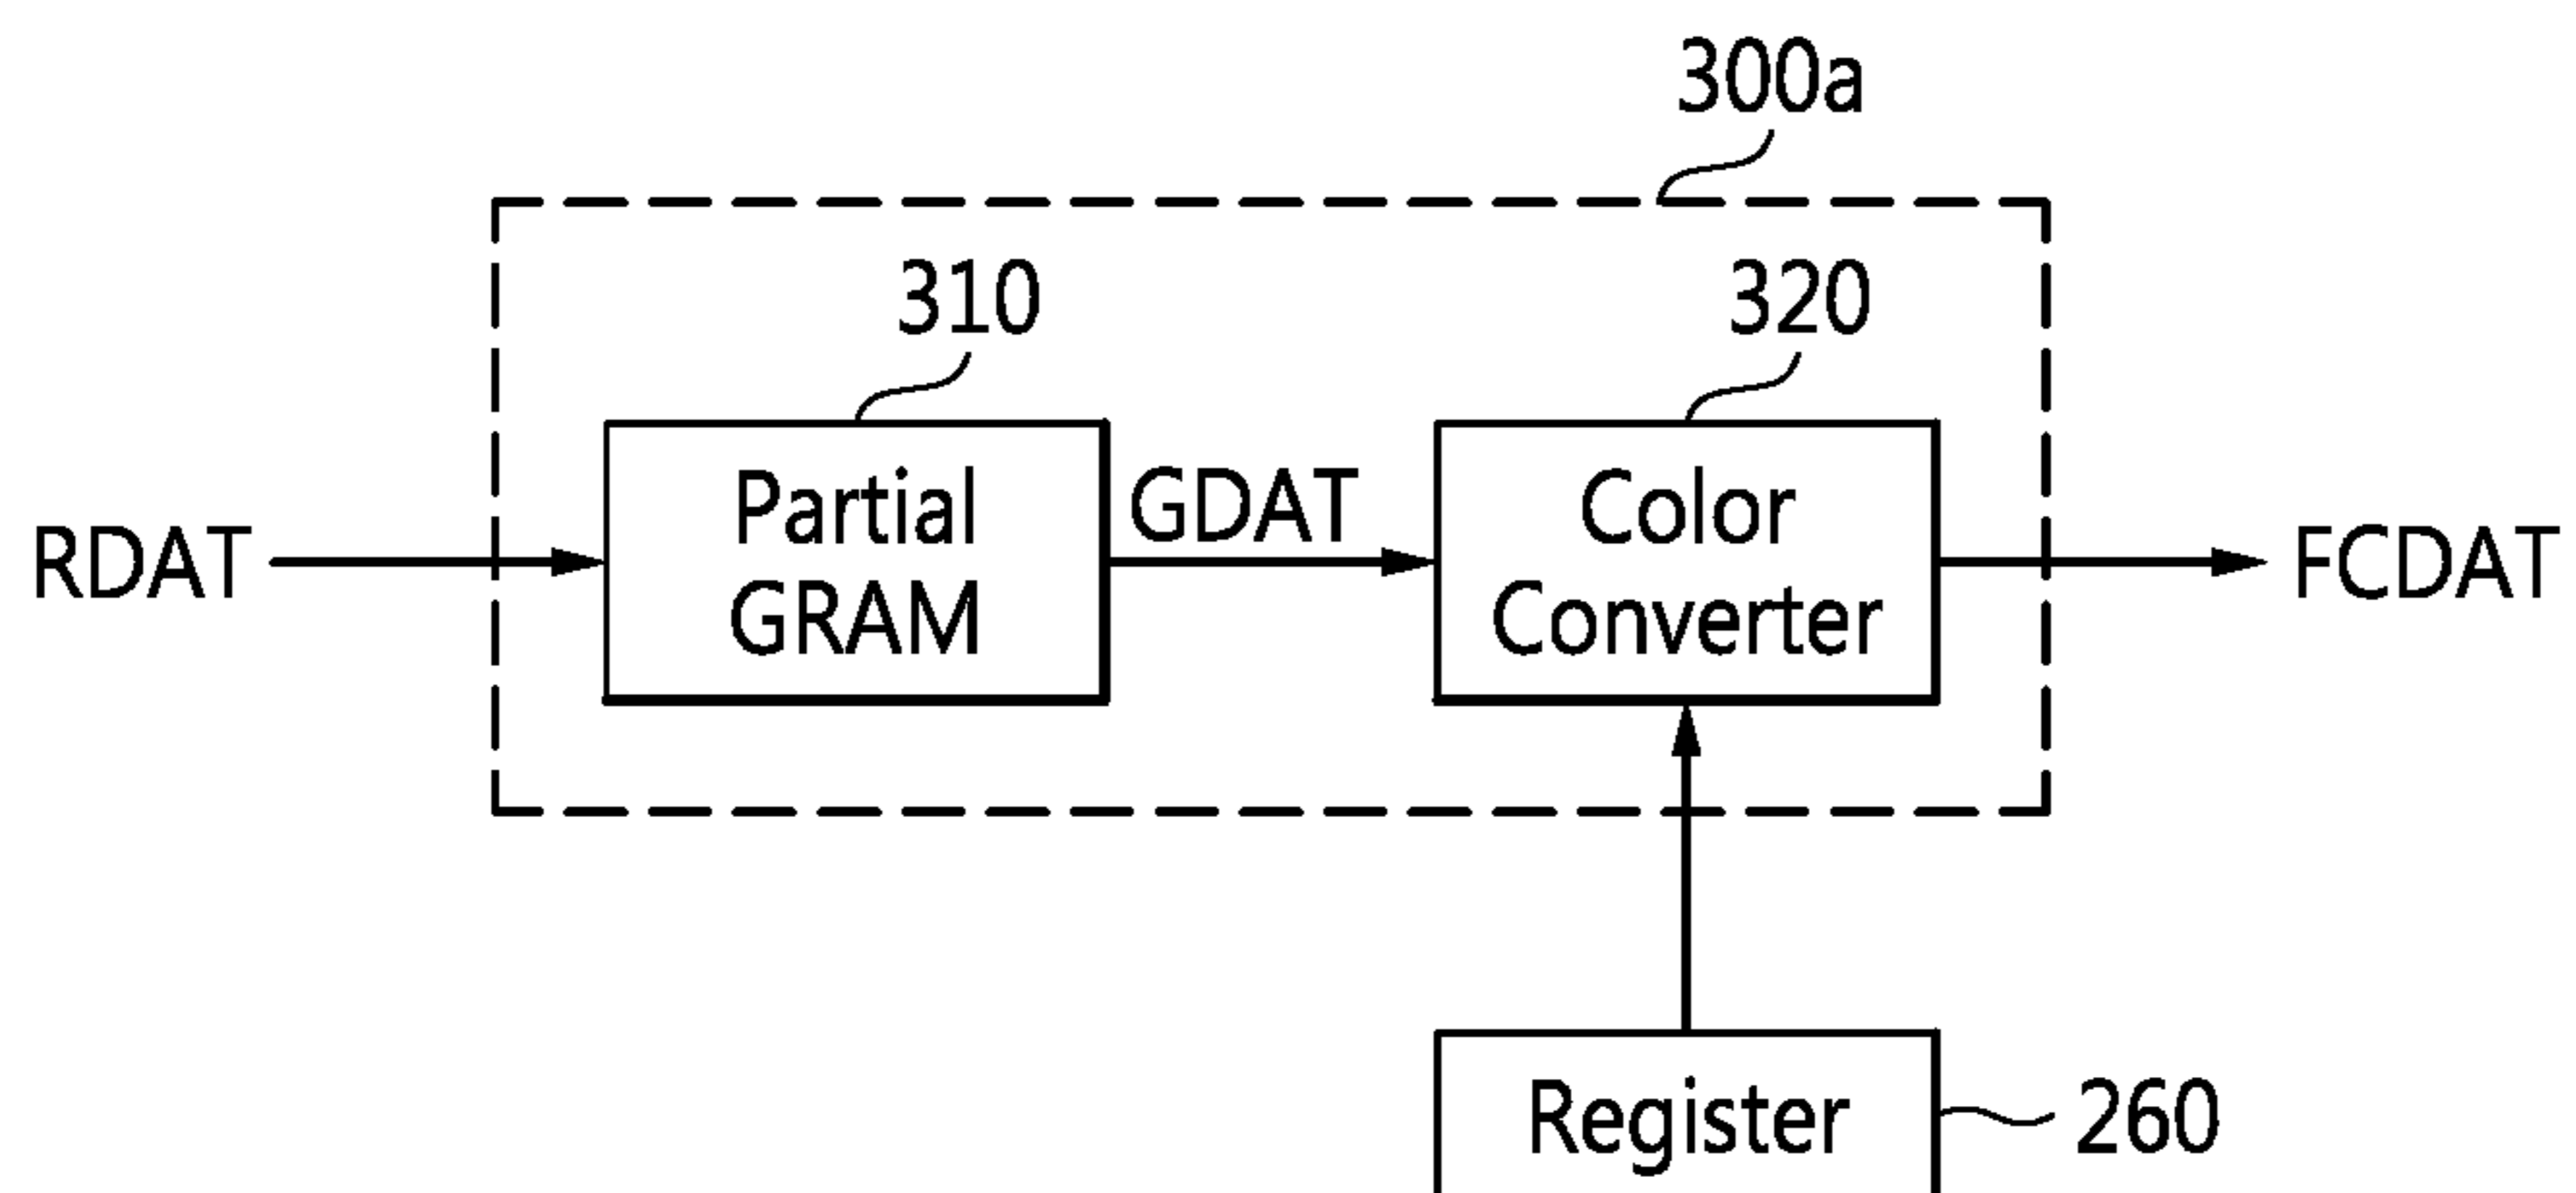 300a
310
320
Partial
GRAM
GDAT
Color
Converter
RDAT
FCDAT
Register
260